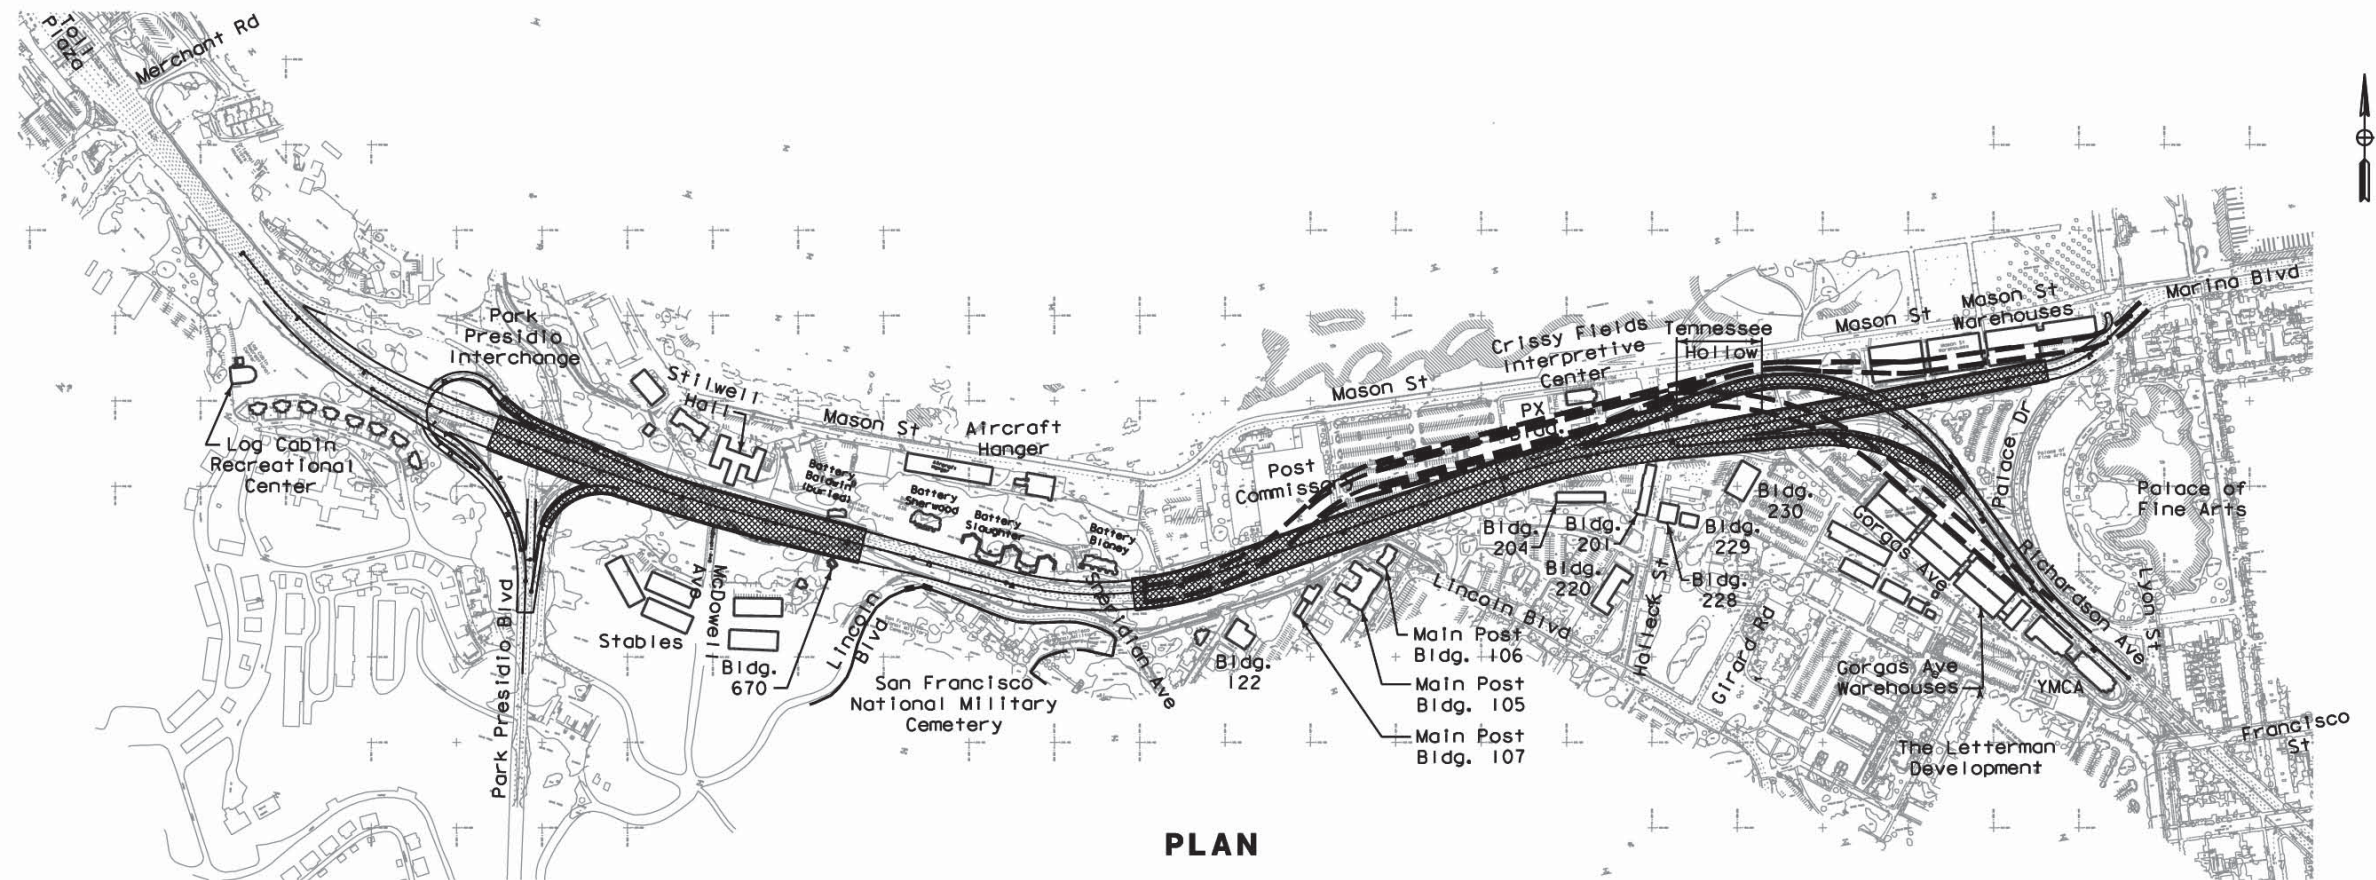 Toll
Plaza
Merchant Rd
Park
Presidio
Interchange
Log Cabin
Recreational
Center
Stilwell
Hall
Mason St
Aircraft
Hanger
Battery
Baldwin
(buried)
Battery
Sherwood
Battery
Slaughter
Battery
Blaney
Park Presidio Blvd
Stables
McDowell
Ave
Bldg.
670
Lincoln
Blvd
San Francisco
National Military
Cemetery
Sheridian Ave
Bldg.
122
Post
Commissary
Mason St
Crissy Fields
Interpretive
Center
PX
Bldg.
Tennessee
Hollow
Mason St
Mason St
Warehouses
Marina Blvd
Main Post
Bldg. 106
Main Post
Bldg. 105
Main Post
Bldg. 107
Lincoln Blvd
Bldg.
204
Bldg.
201
Bldg.
220
Halleck St
Bldg.
230
Bldg.
229
Bldg.
228
Girard Rd
Gorgas Ave
Gorgas Ave
Warehouses
The Letterman
Development
YMCA
Palace Dr
Richardson Ave
Palace of
Fine Arts
Lyon St
Francisco
St
PLAN